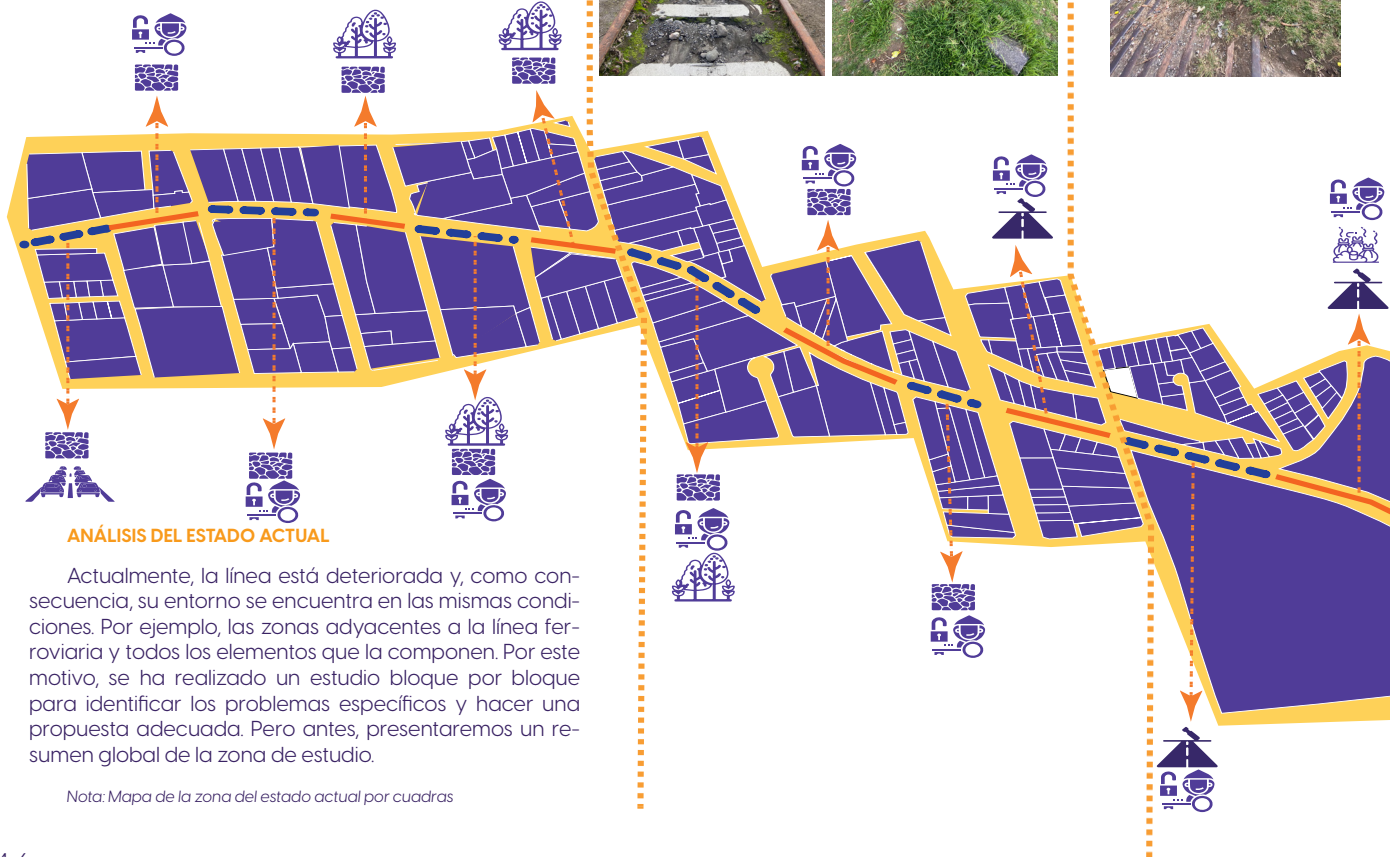 ANÁLISIS DEL ESTADO ACTUAL
Actualmente, la línea está deteriorada y, como con-
secuencia, su entorno se encuentra en las mismas condi-
ciones. Por ejemplo, las zonas adyacentes a la línea fer-
roviaria y todos los elementos que la componen. Por este
motivo, se ha realizado un estudio bloque por bloque
para identificar los problemas específicos y hacer una
propuesta adecuada. Pero antes, presentaremos un re-
sumen global de la zona de estudio.
Nota: Mapa de la zona del estado actual por cuadras